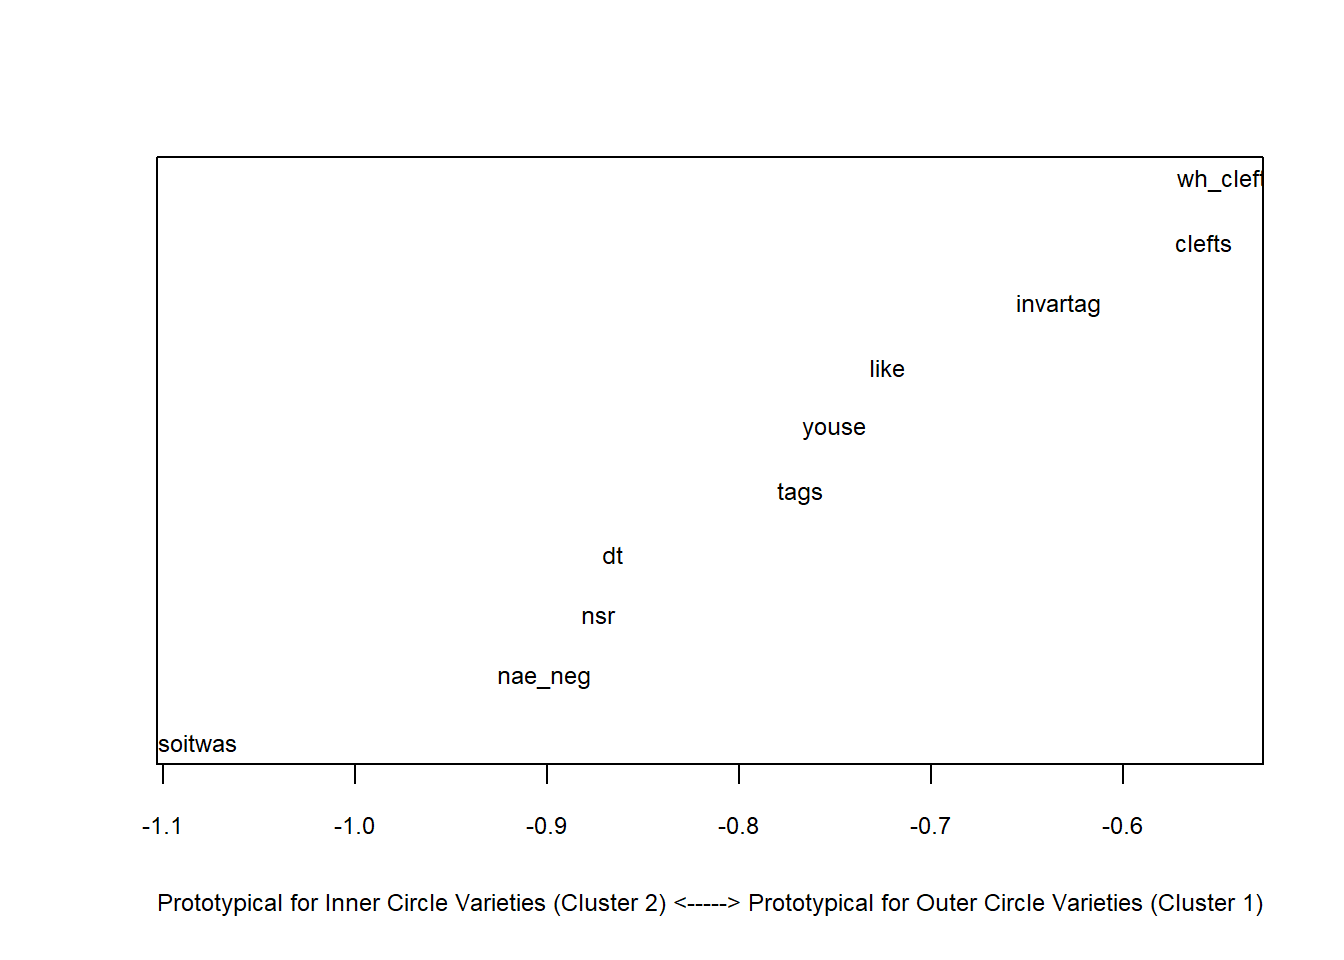 wh_cleft
clefts
invartag
like
youse
tags
dt
nsr
nae_neg
soitwas
-1.1 -1.0 -0.9 -0.8 -0.7 -0.6
Prototypical for Inner Circle Varieties (Cluster 2) <-----> Prototypical for Outer Circle Varieties (Cluster 1)